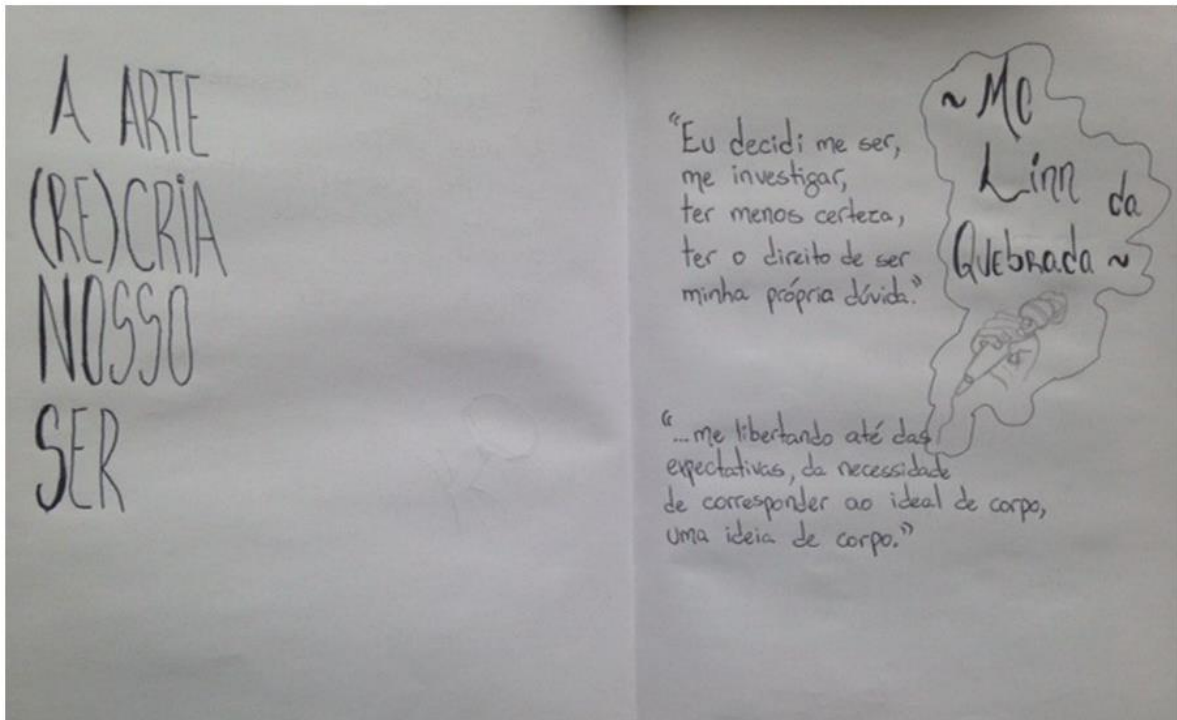 A ARTE
(RE)CRIA
NOSSO
SER
~ Mc
Linn da
Quebrada ~
"Eu decidi me ser,
me investigar,
ter menos certeza,
ter o direito de ser
minha própria dúvida."
"...me libertando até das
expectativas, da necessidade
de corresponder ao ideal de corpo,
uma ideia de corpo."